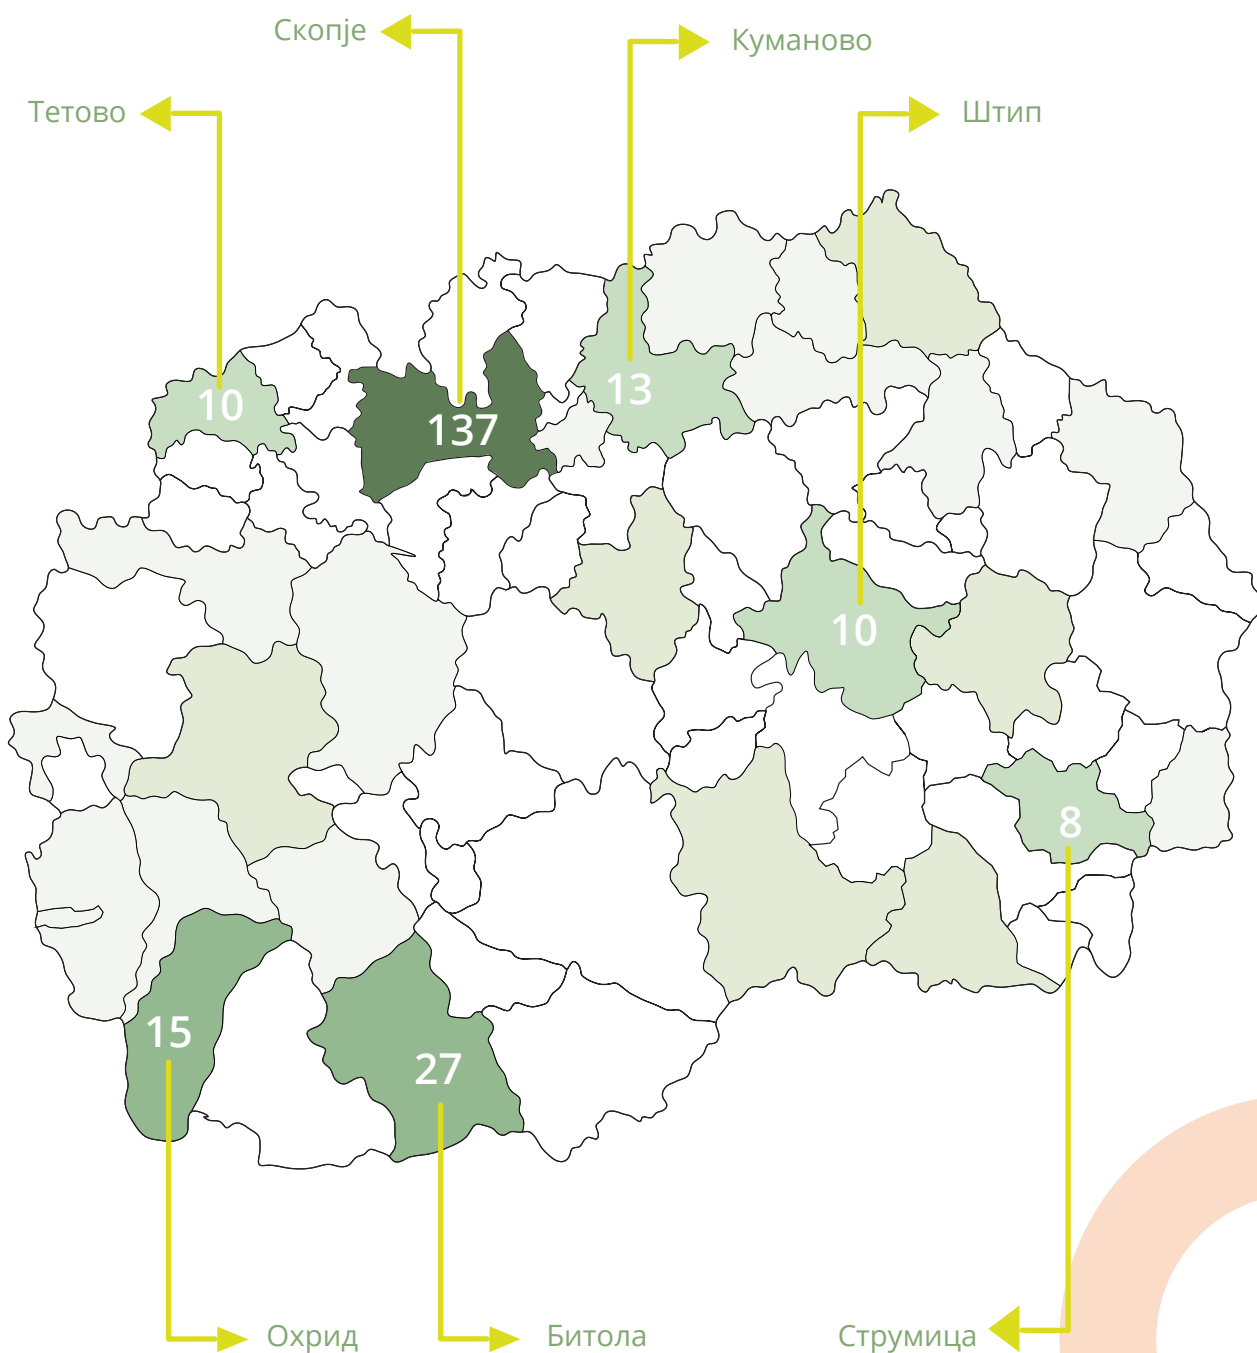 Скопје
Куманово
Тетово
Штип
10
13
137
10
8
15
27
Охрид
Битола
Струмица